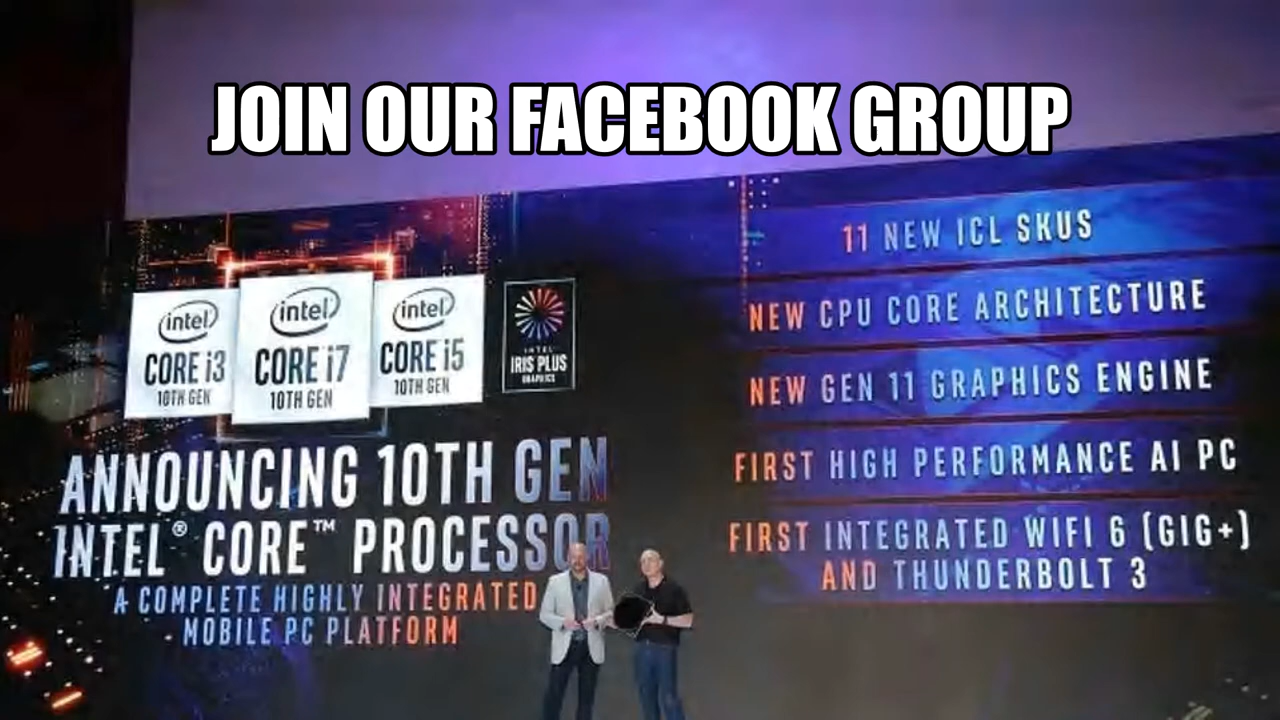 JOIN OUR FACEBOOK GROUP
11 NEW ICL SKUS
NEW CPU CORE ARCHITECTURE
NEW GEN 11 GRAPHICS ENGINE
FIRST HIGH PERFORMANCE AI PC
FIRST INTEGRATED WIFI 6 (GIG+)
AND THUNDERBOLT 3
intel
CORE i3
10TH GEN
intel
CORE i7
10TH GEN
intel
CORE i5
10TH GEN
INTEL
IRIS PLUS
GRAPHICS
ANNOUNCING 10TH GEN
INTEL® CORE™ PROCESSOR
A COMPLETE HIGHLY INTEGRATED
MOBILE PC PLATFORM